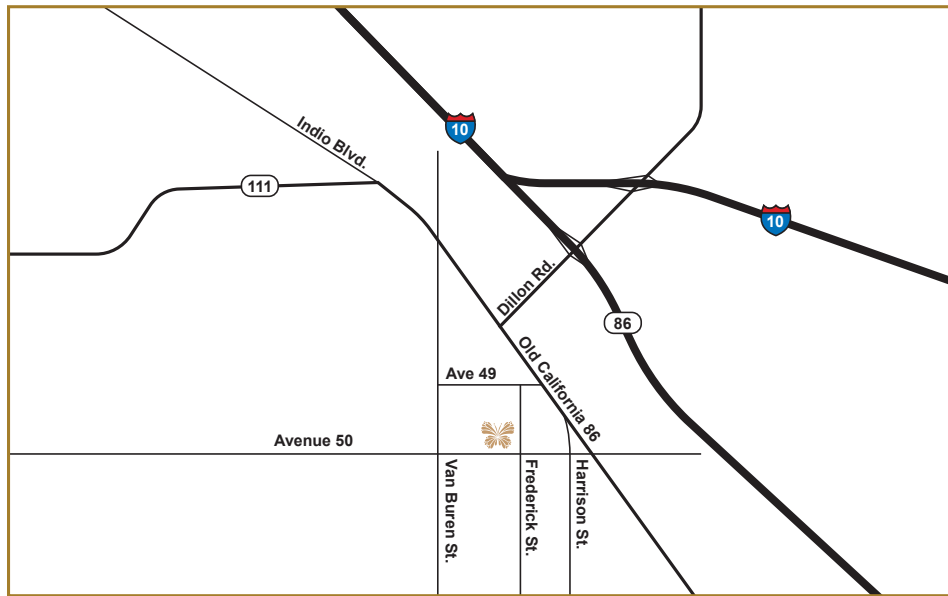 10
Indio Blvd.
111
10
Dillon Rd.
86
Old California 86
Ave 49
Avenue 50
Van Buren St.
Frederick St.
Harrison St.